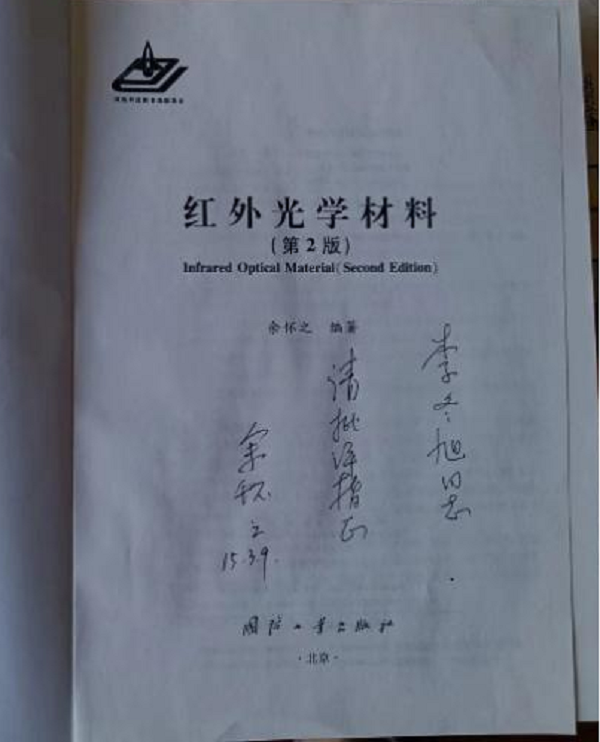 红外光学材料
(第2版)
Infrared Optical Material(Second Edition)
余怀之 编著
李冬旭同志
请批评指正
余怀之
15.3.9.
国防工业出版社
·北京·